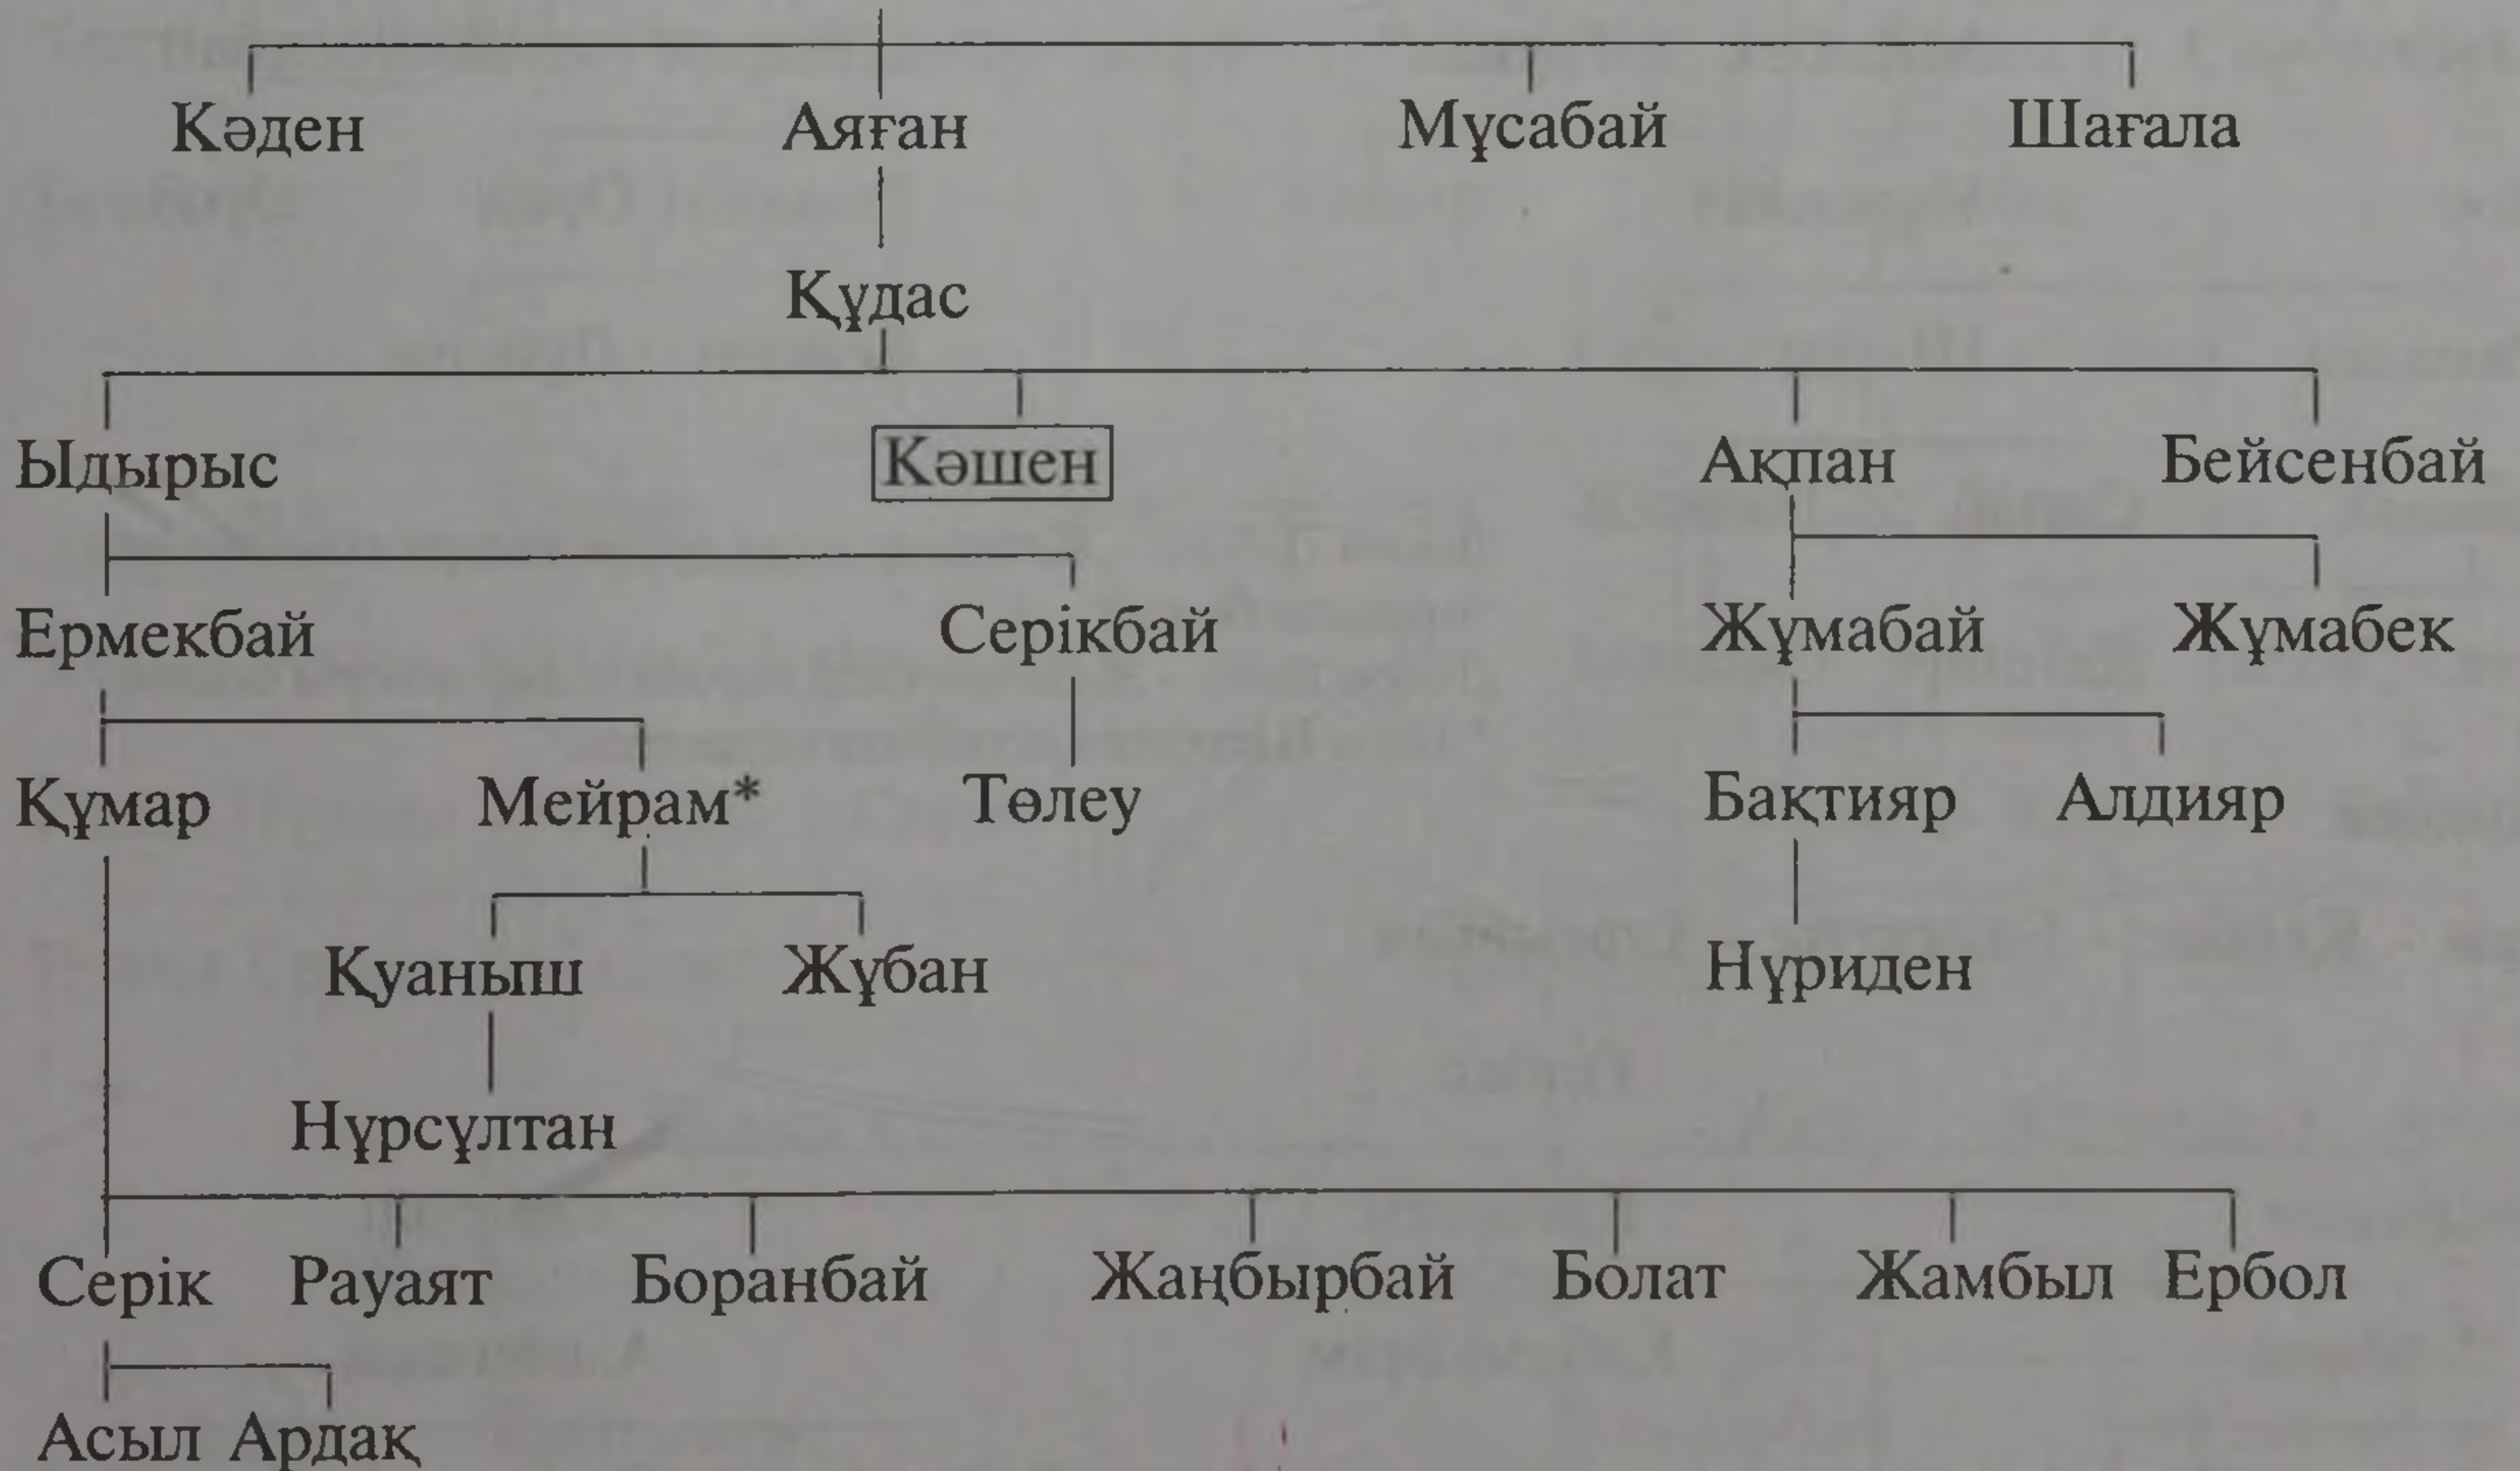 Кәден Аяған Мұсабай Шағала
Құдас
Ыдырыс Кәшен Ақпан Бейсенбай
Ермекбай Серікбай Жұмабай Жұмабек
Құмар Мейрам* Төлеу Бақтияр Алдияр
Қуаныш Жұбан Нұриден
Нұрсұлтан
Серік Рауаят Боранбай Жаңбырбай Болат Жамбыл Ербол
Асыл Ардақ